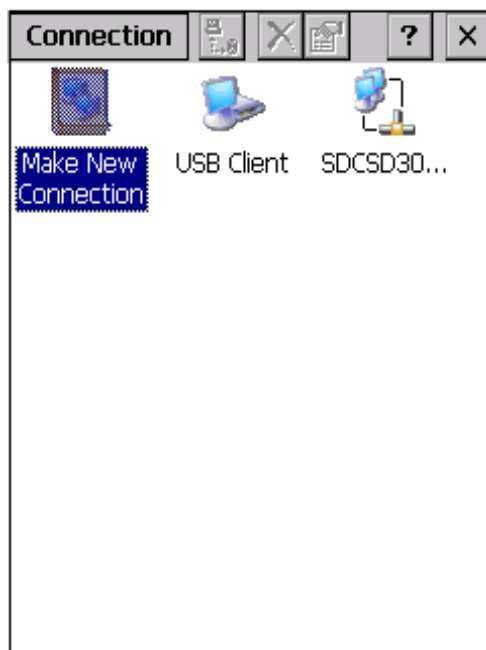 Connection ? ×
Make New
Connection
USB Client
SDCSD30...